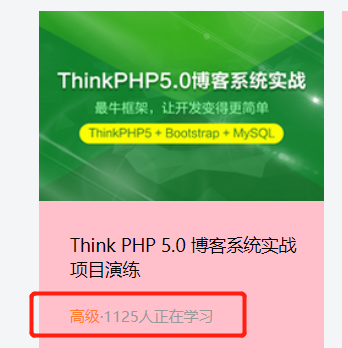 ThinkPHP5.0博客系统实战
最牛框架，让开发变得更简单
ThinkPHP5 + Bootstrap + MySQL
Think PHP 5.0 博客系统实战
项目演练
高级·1125人正在学习